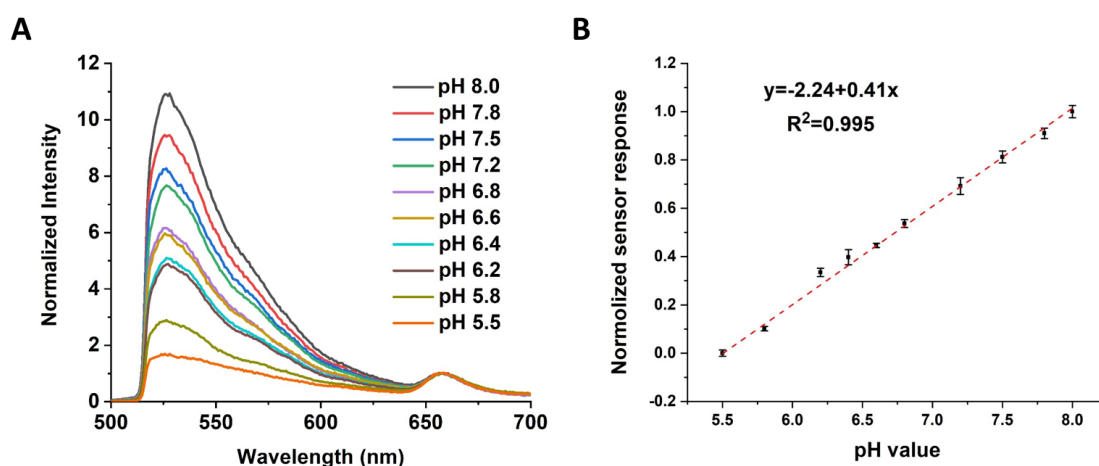 A
Normalized Intensity
12
10
8
6
4
2
0
500
550
600
650
700
Wavelength (nm)
pH 8.0
pH 7.8
pH 7.5
pH 7.2
pH 6.8
pH 6.6
pH 6.4
pH 6.2
pH 5.8
pH 5.5
B
Normolized sensor response
1.2
1.0
0.8
0.6
0.4
0.2
0.0
-0.2
5.5
6.0
6.5
7.0
7.5
8.0
pH value
y=-2.24+0.41x
R²=0.995